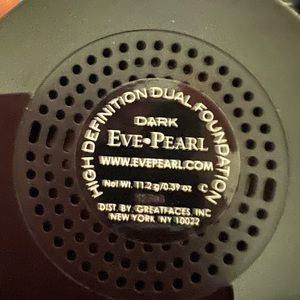 HIGH DEFINITION DUAL FOUNDATION
DARK
EVE•PEARL
WWW.EVEPEARL.COM
Net Wt. 11.2 g/0.39 oz C
DIST. BY GREATFACES, INC
NEW YORK NY 10022